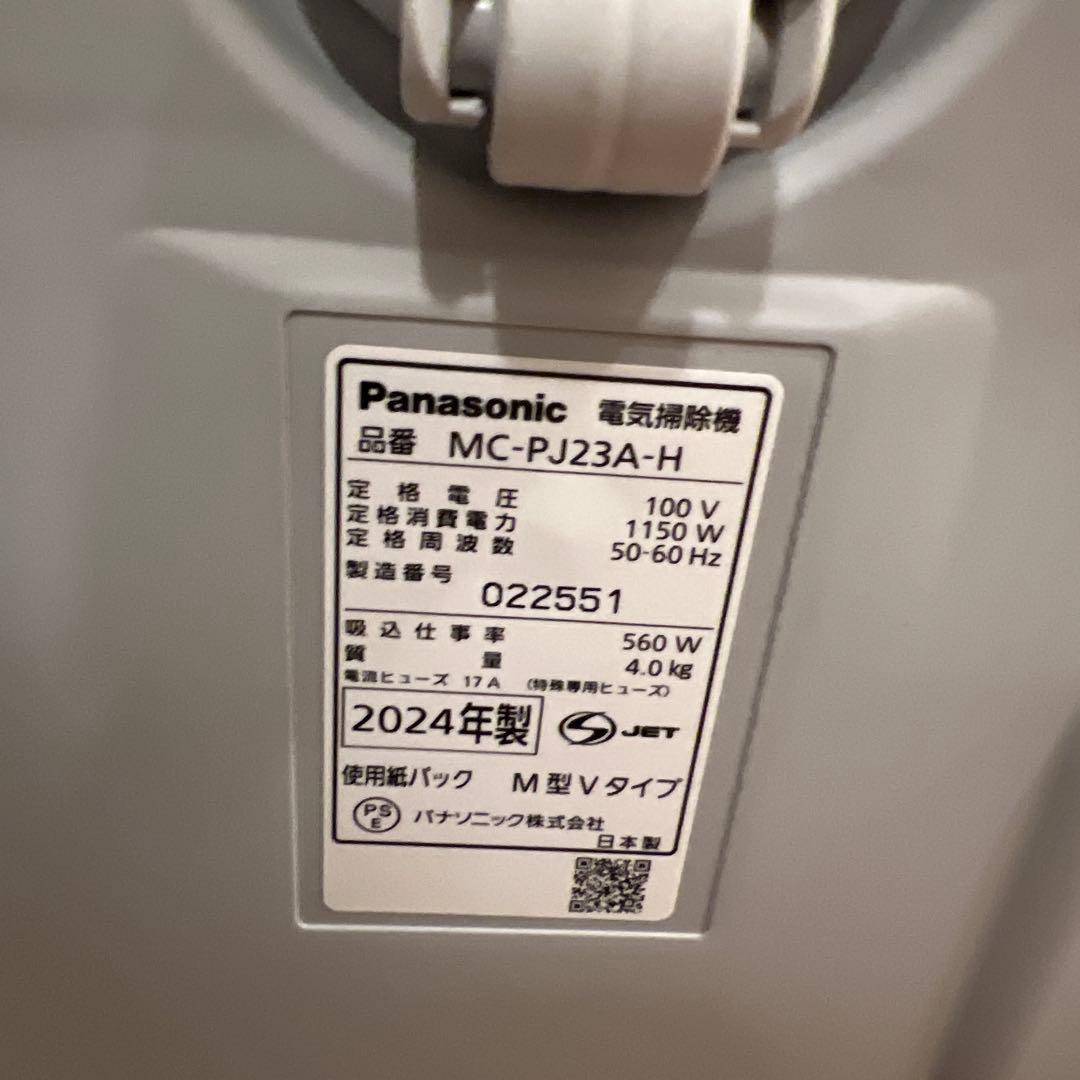 Panasonic 電気掃除機
品番 MC-PJ23A-H
定格電圧 100 V
定格消費電力 1150 W
定格周波数 50-60 Hz
製造番号 022551
吸込仕事率 560 W
質量 4.0 kg
電流ヒューズ 17 A (特殊専用ヒューズ)
2024年製 S JET
使用紙パック M型Vタイプ
PSE パナソニック株式会社
日本製